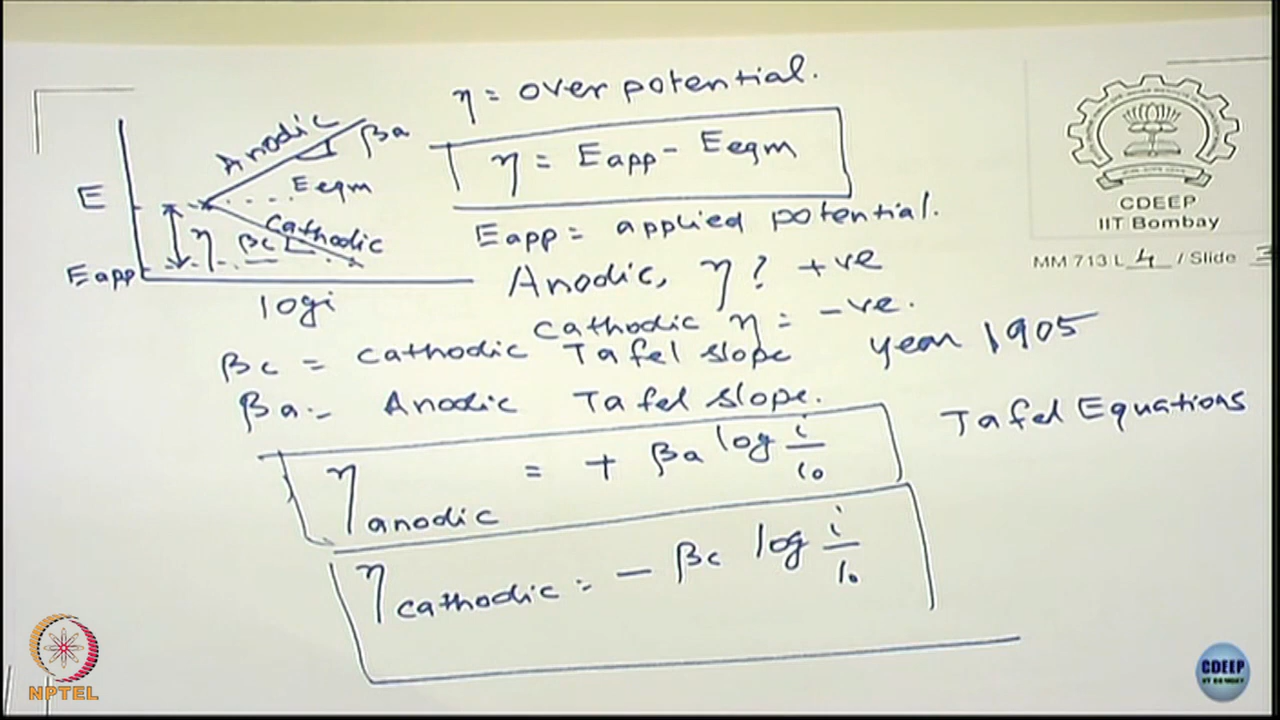 η = over potential.
Anodic
βa
η = Eapp - Eeqm
E
Eeqm
η
βc
Cathodic
Eapp
log i
Eapp = applied potential.
Anodic, η ? +ve
Cathodic η = -ve.
βc = Cathodic Tafel slope
year 1905
βa :- Anodic Tafel slope.
Tafel Equations
η anodic = + βa log i/i₀
η cathodic = - βc log i/i₀
CDEEP
IIT Bombay
MM 713 L 4 / Slide 3
NPTEL
CDEEP
IIT BOMBAY